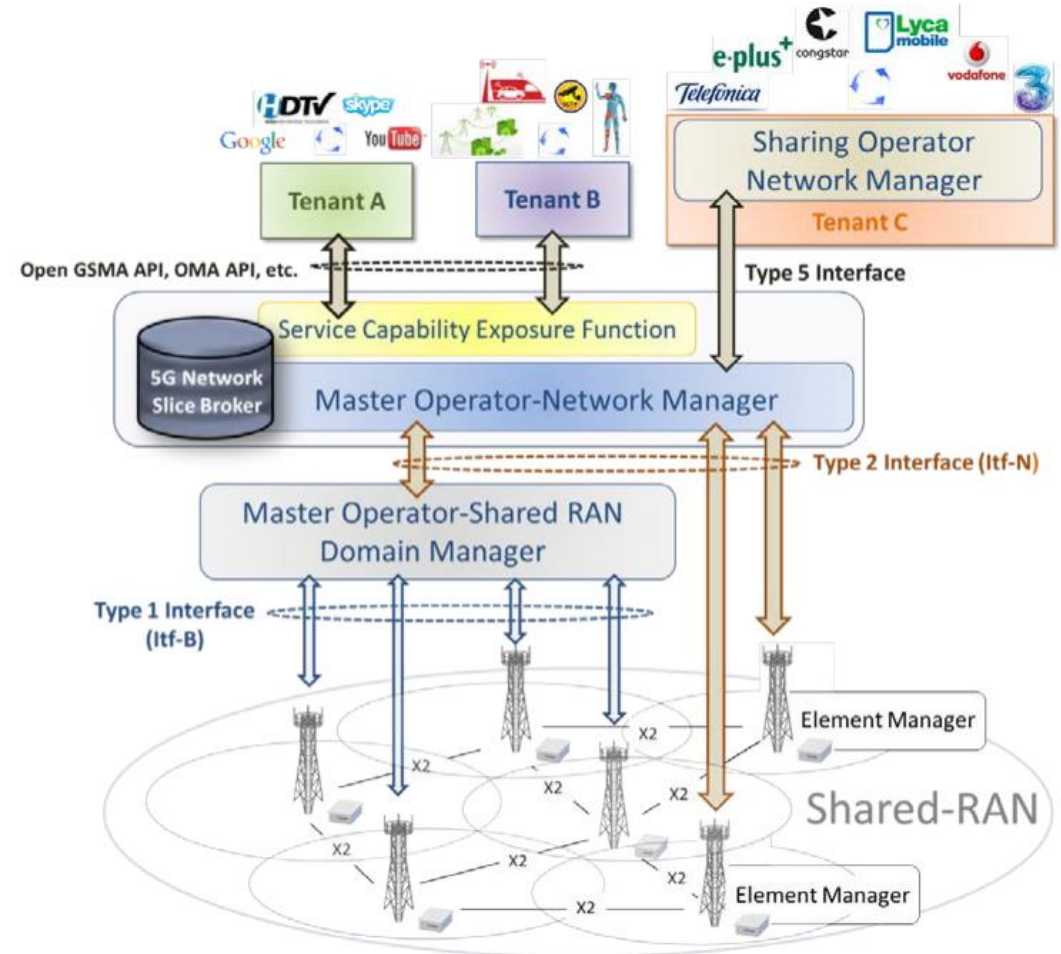 e·plus+
congstar
Lyca
mobile
vodafone
Telefónica
3
HDTV
skype
Google
YouTube
Tenant A
Tenant B
Sharing Operator
Network Manager
Tenant C
Open GSMA API, OMA API, etc.
Type 5 Interface
Service Capability Exposure Function
5G Network
Slice Broker
Master Operator-Network Manager
Type 2 Interface (Itf-N)
Master Operator-Shared RAN
Domain Manager
Type 1 Interface
(Itf-B)
Element Manager
X2
X2
X2
X2
X2
Shared-RAN
X2
X2
X2
Element Manager
X2